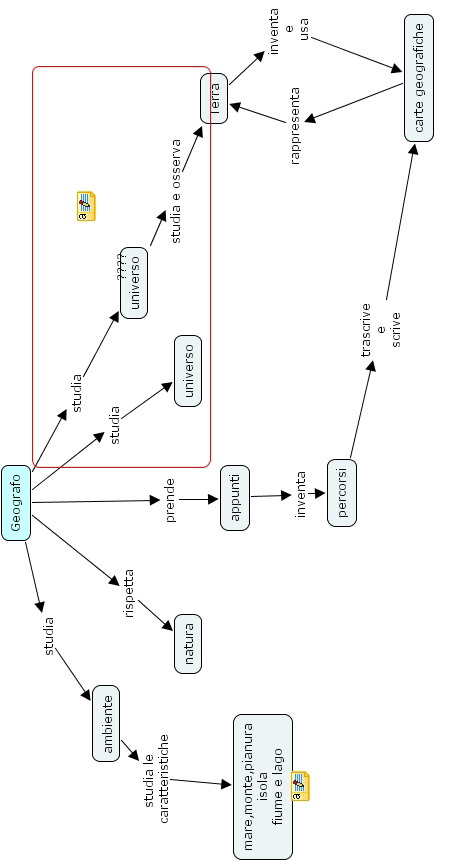 Geografo
studia
ambiente
studia le
caratteristiche
mare,monte,pianura
isola
fiume e lago
a
rispetta
natura
prende
appunti
inventa
percorsi
trascrive
e
scrive
studia
universo
studia
????
universo
a
studia e osserva
Terra
inventa
e
usa
rappresenta
carte geografiche